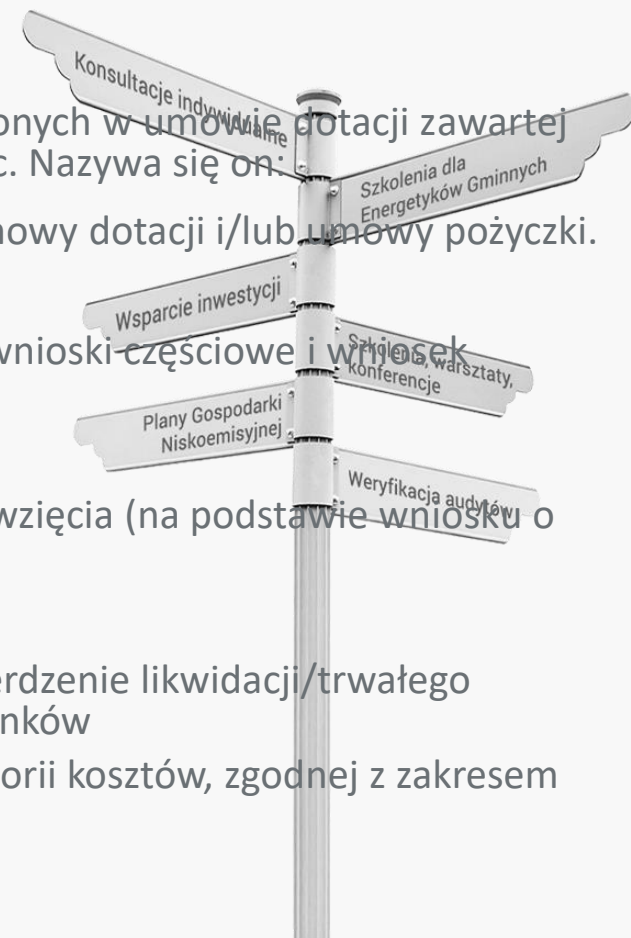 Konsultacje indywidualne
onych w umowie dotacji zawartej
c. Nazywa się on:
Szkolenia dla
Energetyków Gminnych
nowy dotacji i/lub umowy pożyczki.
Wsparcie inwestycji
wnioski częściowe i wniosek
Szkolenia, warsztaty,
konferencje
Plany Gospodarki
Niskoemisyjnej
Weryfikacja audytów
wzięcia (na podstawie wniosku o
erdzenie likwidacji/trwałego
nków
orii kosztów, zgodnej z zakresem